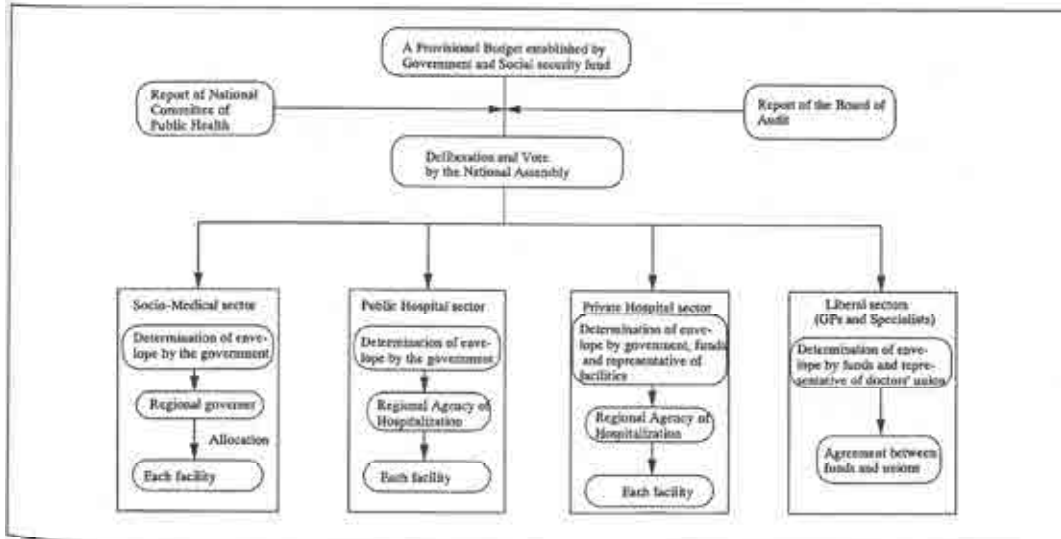 A Provisional Budget established by
Government and Social security fund
Report of National
Committee of
Public Health
Report of the Board of
Audit
Deliberation and Vote
by the National Assembly
Socio-Medical sector
Determination of enve-
lope by the government
Regional governer
Allocation
Each facility
Public Hospital sector
Determination of enve-
lope by the government
Regional Agency of
Hospitalization
Each facility
Private Hospital sector
Determination of enve-
lope by government, funds
and representative of
facilities
Regional Agency of
Hospitalization
Each facility
Liberal sectors
(GPs and Specialists)
Determination of enve-
lope by funds and repre-
sentative of doctors' union
Agreement between
funds and unions